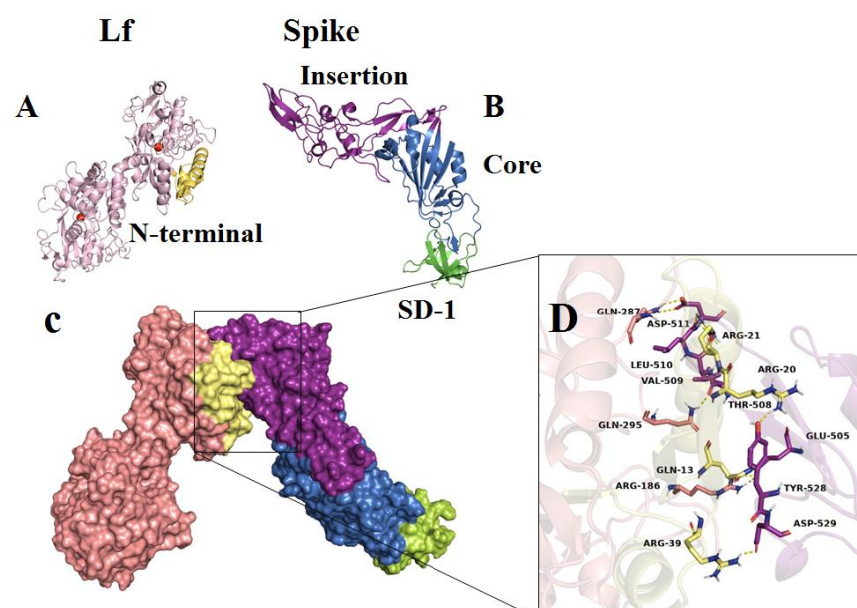 Lf
Spike
A
Insertion
B
Core
N-terminal
SD-1
c
D
GLN-287
ASP-511
ARG-21
LEU-510
ARG-20
VAL-509
THR-508
GLN-295
GLU-505
GLN-13
ARG-186
TYR-528
ASP-529
ARG-39